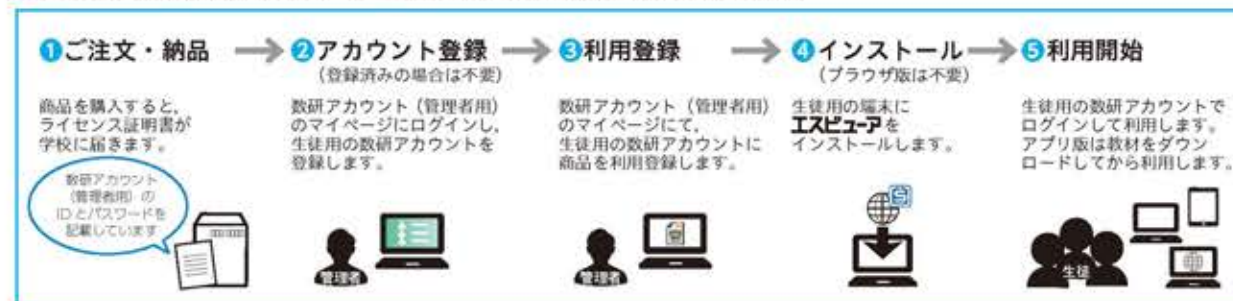 ❶ご注文・納品
商品を購入すると、
ライセンス証明書が
学校に届きます。
数研アカウント
(管理者用)の
IDとパスワードを
記載しています
❷アカウント登録
(登録済みの場合は不要)
数研アカウント(管理者用)
のマイページにログインし、
生徒用の数研アカウントを
登録します。
管理者
❸利用登録
数研アカウント(管理者用)
のマイページにて、
生徒用の数研アカウントに
商品を利用登録します。
管理者
❹インストール
(ブラウザ版は不要)
生徒用の端末に
エスビューアを
インストールします。
S
❺利用開始
生徒用の数研アカウントで
ログインして利用します。
アプリ版は教材をダウン
ロードしてから利用します。
生徒